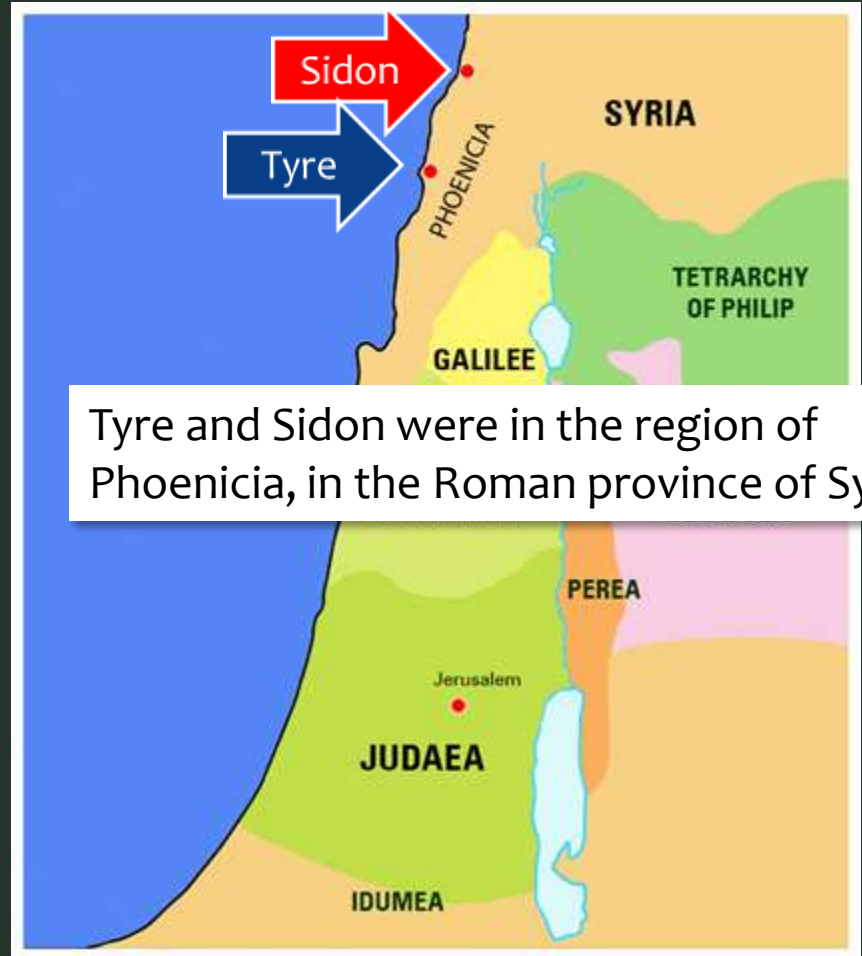 Sidon
SYRIA
Tyre
PHOENICIA
TETRARCHY
OF PHILIP
GALILEE
Tyre and Sidon were in the region of
Phoenicia, in the Roman province of Sy
PEREA
Jerusalem
JUDAEA
IDUMEA